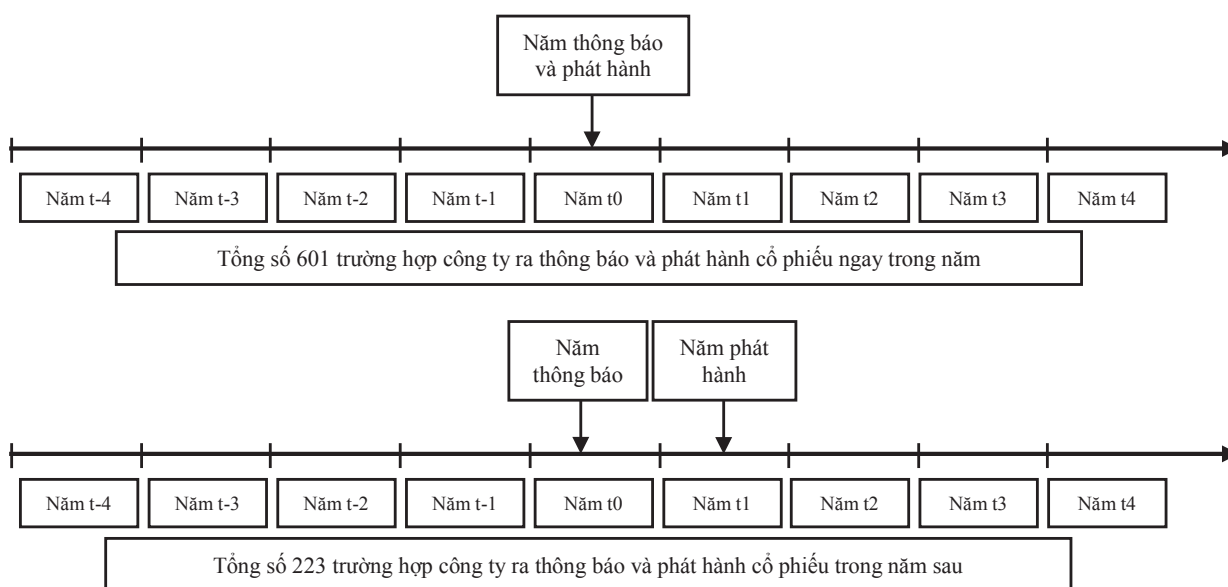 Năm thông báo
và phát hành
Năm t-4 Năm t-3 Năm t-2 Năm t-1 Năm t0 Năm t1 Năm t2 Năm t3 Năm t4
Tổng số 601 trường hợp công ty ra thông báo và phát hành cổ phiếu ngay trong năm
Năm
thông báo
Năm phát
hành
Năm t-4 Năm t-3 Năm t-2 Năm t-1 Năm t0 Năm t1 Năm t2 Năm t3 Năm t4
Tổng số 223 trường hợp công ty ra thông báo và phát hành cổ phiếu trong năm sau